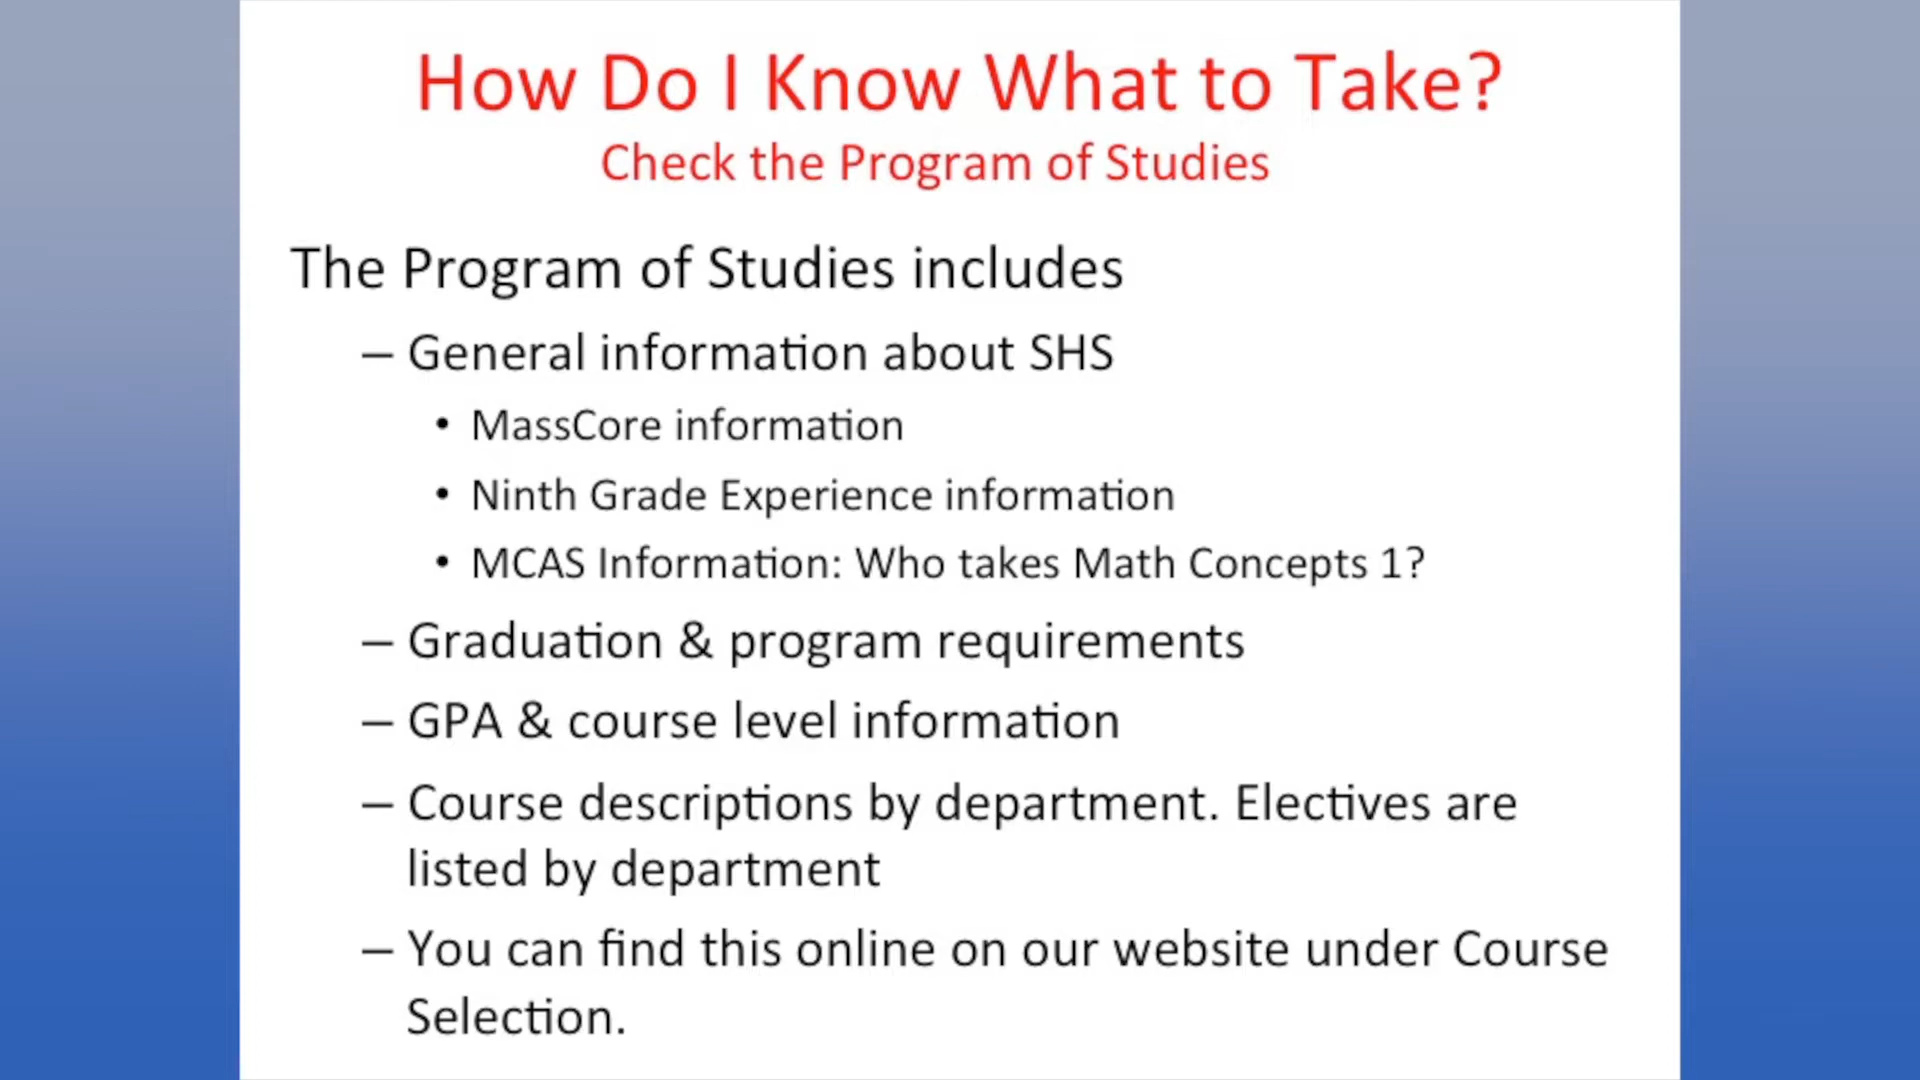 How Do I Know What to Take?
Check the Program of Studies
The Program of Studies includes
– General information about SHS
• MassCore information
• Ninth Grade Experience information
• MCAS Information: Who takes Math Concepts 1?
– Graduation & program requirements
– GPA & course level information
– Course descriptions by department. Electives are
listed by department
– You can find this online on our website under Course
Selection.